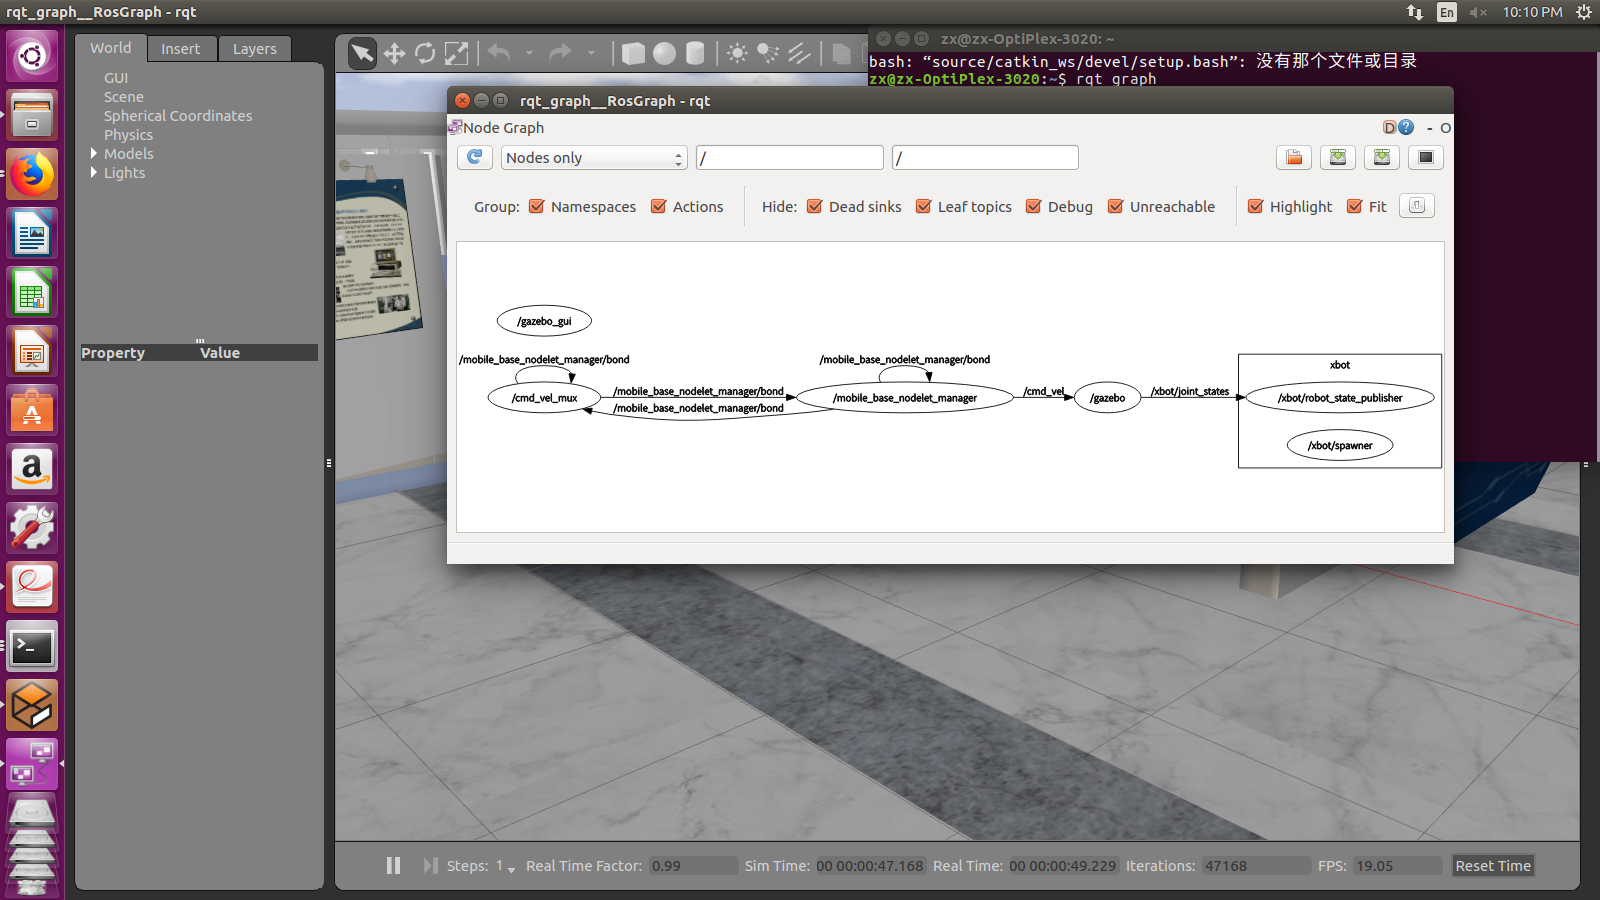 rqt_graph__RosGraph - rqt
En
10:10 PM
World
Insert
Layers
GUI
Scene
Spherical Coordinates
Physics
Models
Lights
Property
Value
zx@zx-OptiPlex-3020: ~
bash: “source/catkin_ws/devel/setup.bash”: 没有那个文件或目录
zx@zx-OptiPlex-3020:~$ rqt_graph
rqt_graph__RosGraph - rqt
Node Graph
D
?
- O
Nodes only
/
/
Group:
Namespaces
Actions
Hide:
Dead sinks
Leaf topics
Debug
Unreachable
Highlight
Fit
/gazebo_gui
/mobile_base_nodelet_manager/bond
/mobile_base_nodelet_manager/bond
xbot
/mobile_base_nodelet_manager/bond
/cmd_vel
/xbot/joint_states
/cmd_vel_mux
/mobile_base_nodelet_manager
/gazebo
/xbot/robot_state_publisher
/mobile_base_nodelet_manager/bond
/xbot/spawner
Steps: 1
Real Time Factor: 0.99
Sim Time: 00 00:00:47.168
Real Time: 00 00:00:49.229
Iterations: 47168
FPS: 19.05
Reset Time